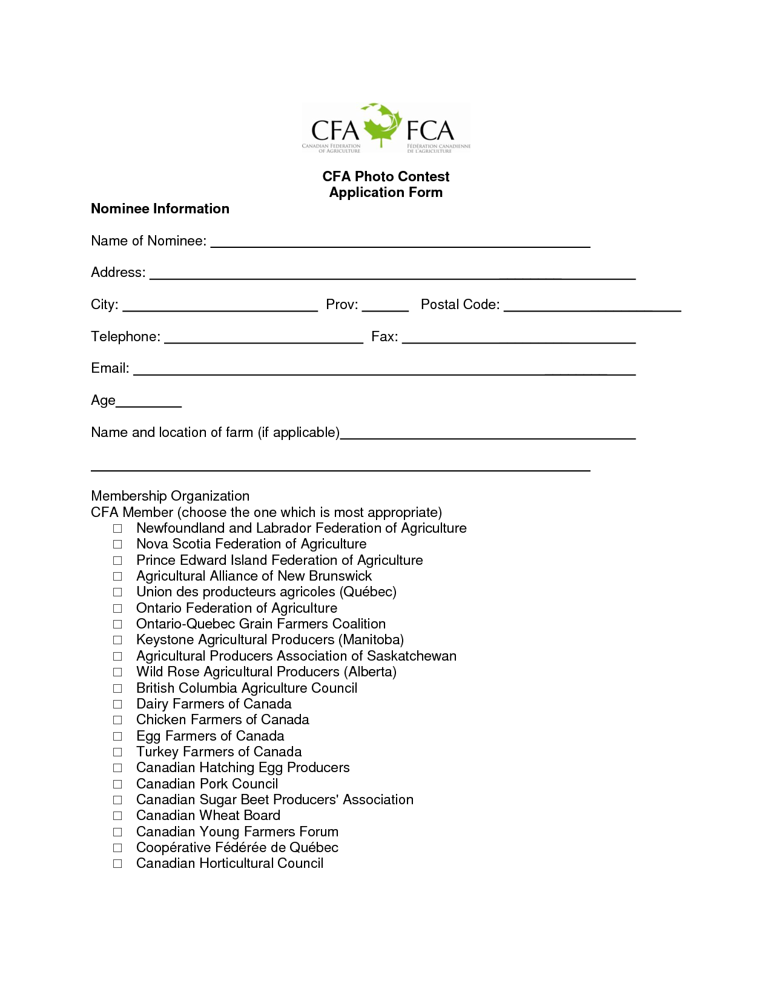 CFA FCA
CANADIAN FEDERATION OF AGRICULTURE
FÉDÉRATION CANADIENNE DE L'AGRICULTURE
CFA Photo Contest
Application Form
Nominee Information
Name of Nominee: ____________________
Address: ____________________
City: ____________________ Prov: ______ Postal Code: ____________________
Telephone: ____________________ Fax: ____________________
Email: ____________________
Age_________
Name and location of farm (if applicable)____________________
____________________
Membership Organization
CFA Member (choose the one which is most appropriate)
☐ Newfoundland and Labrador Federation of Agriculture
☐ Nova Scotia Federation of Agriculture
☐ Prince Edward Island Federation of Agriculture
☐ Agricultural Alliance of New Brunswick
☐ Union des producteurs agricoles (Québec)
☐ Ontario Federation of Agriculture
☐ Ontario-Quebec Grain Farmers Coalition
☐ Keystone Agricultural Producers (Manitoba)
☐ Agricultural Producers Association of Saskatchewan
☐ Wild Rose Agricultural Producers (Alberta)
☐ British Columbia Agriculture Council
☐ Dairy Farmers of Canada
☐ Chicken Farmers of Canada
☐ Egg Farmers of Canada
☐ Turkey Farmers of Canada
☐ Canadian Hatching Egg Producers
☐ Canadian Pork Council
☐ Canadian Sugar Beet Producers' Association
☐ Canadian Wheat Board
☐ Canadian Young Farmers Forum
☐ Coopérative Fédérée de Québec
☐ Canadian Horticultural Council